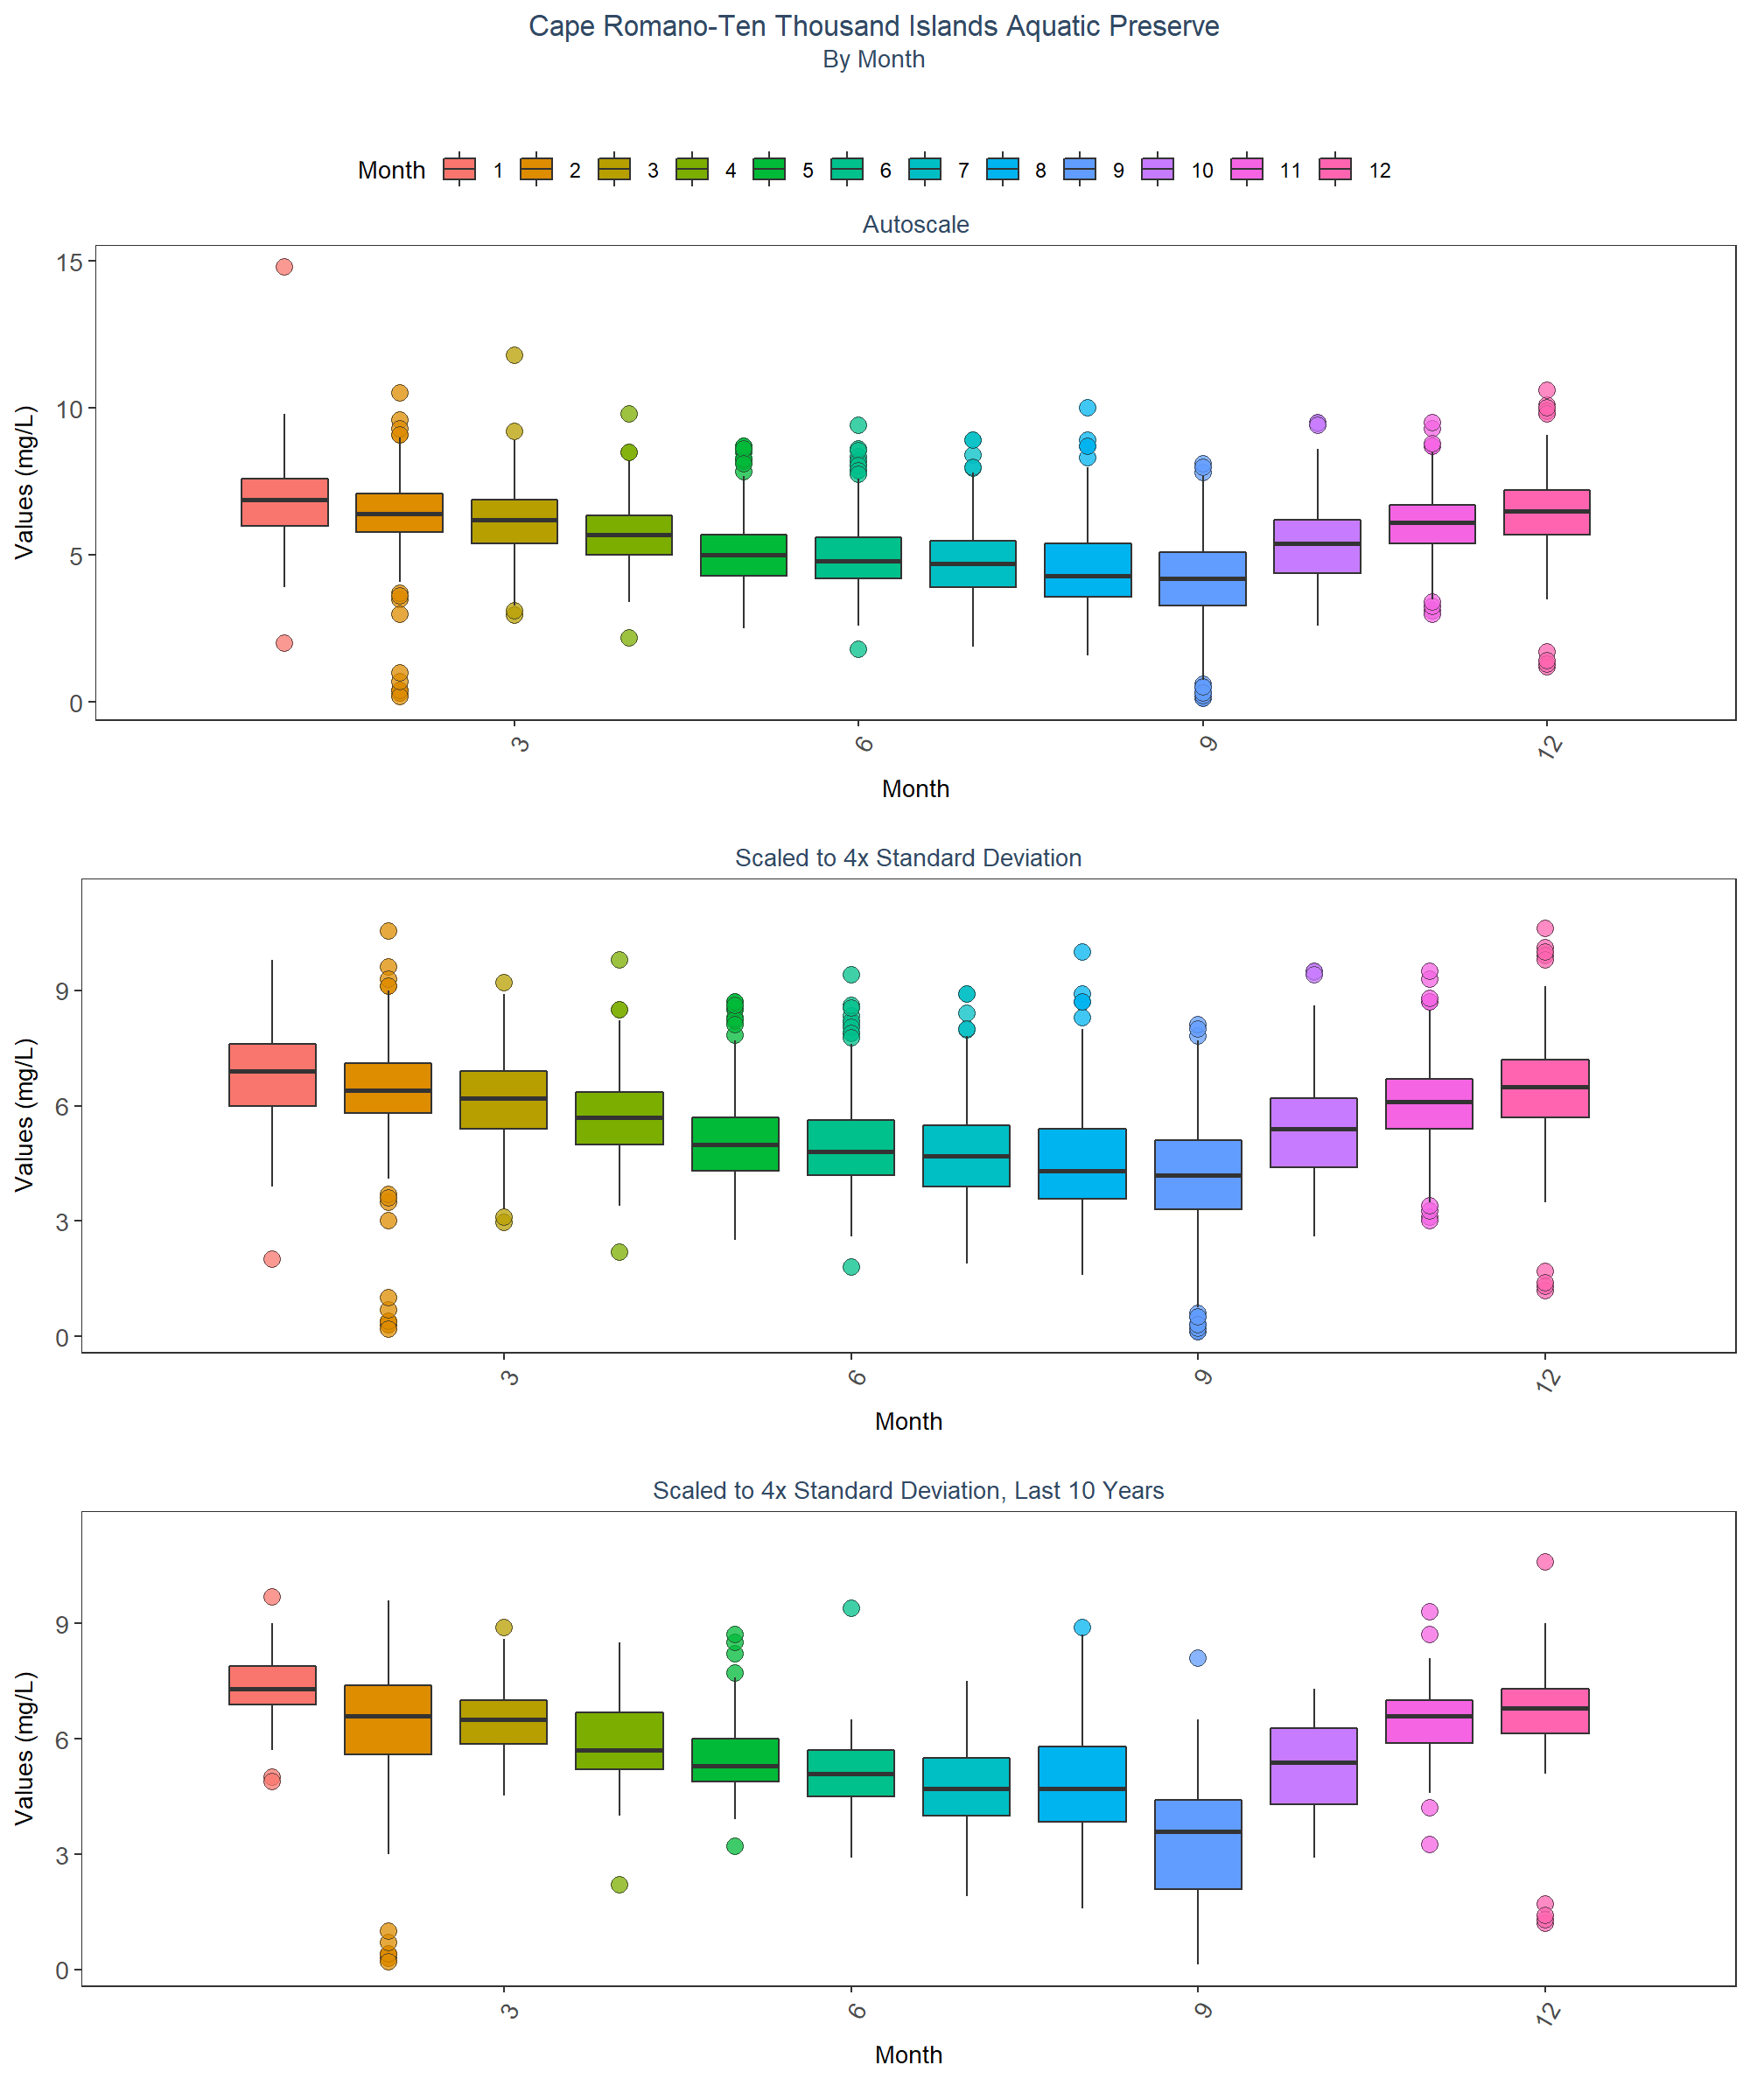 Cape Romano-Ten Thousand Islands Aquatic Preserve
By Month
Month 1 2 3 4 5 6 7 8 9 10 11 12
Autoscale
15
10
5
0
Values (mg/L)
3 6 9 12
Month
Scaled to 4x Standard Deviation
9
6
3
0
Values (mg/L)
3 6 9 12
Month
Scaled to 4x Standard Deviation, Last 10 Years
9
6
3
0
Values (mg/L)
3 6 9 12
Month